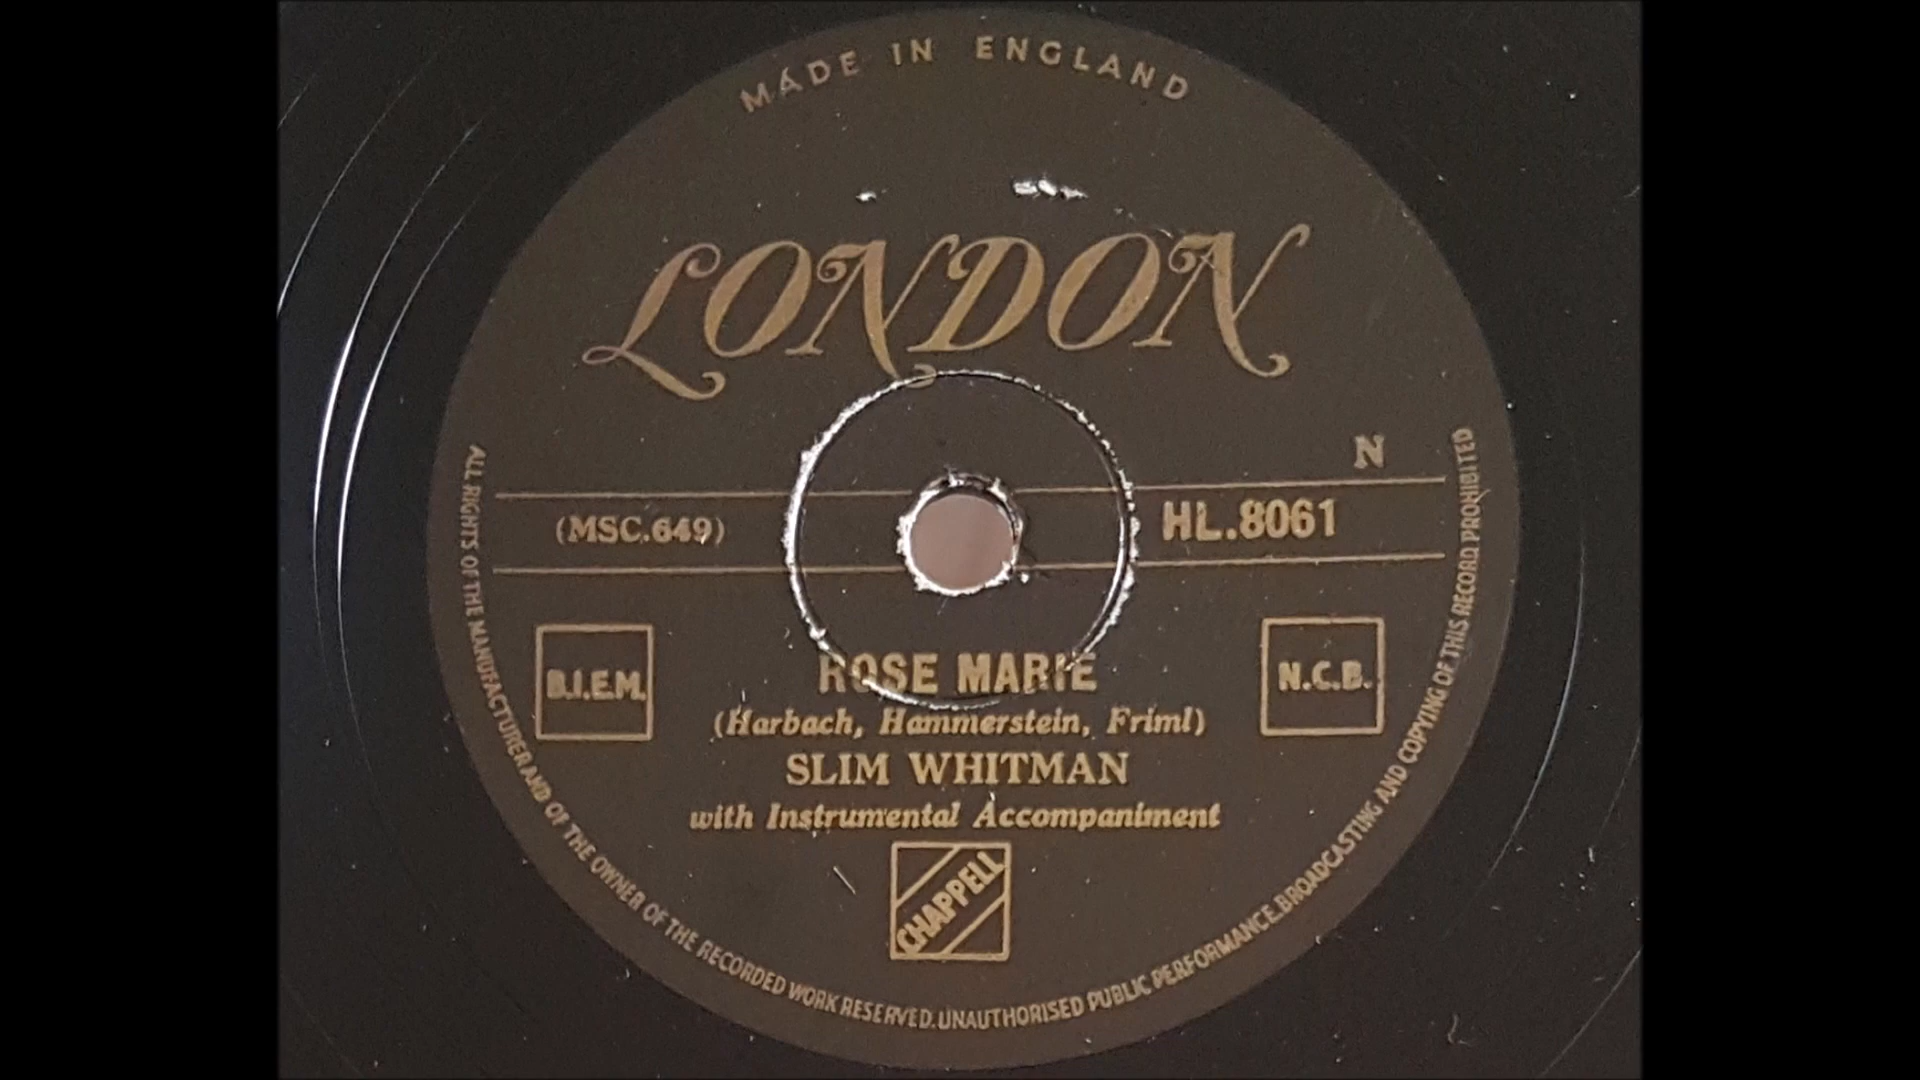 MADE IN ENGLAND
LONDON
N
(MSC.649)
HL.8061
B.I.E.M.
N.C.B.
ROSE MARIE
(Harbach, Hammerstein, Friml)
SLIM WHITMAN
with Instrumental Accompaniment
CHAPPELL
ALL RIGHTS OF THE MANUFACTURER AND OF THE OWNER OF THE RECORDED WORK RESERVED. UNAUTHORISED PUBLIC PERFORMANCE. BROADCASTING AND COPYING OF THIS RECORD PROHIBITED